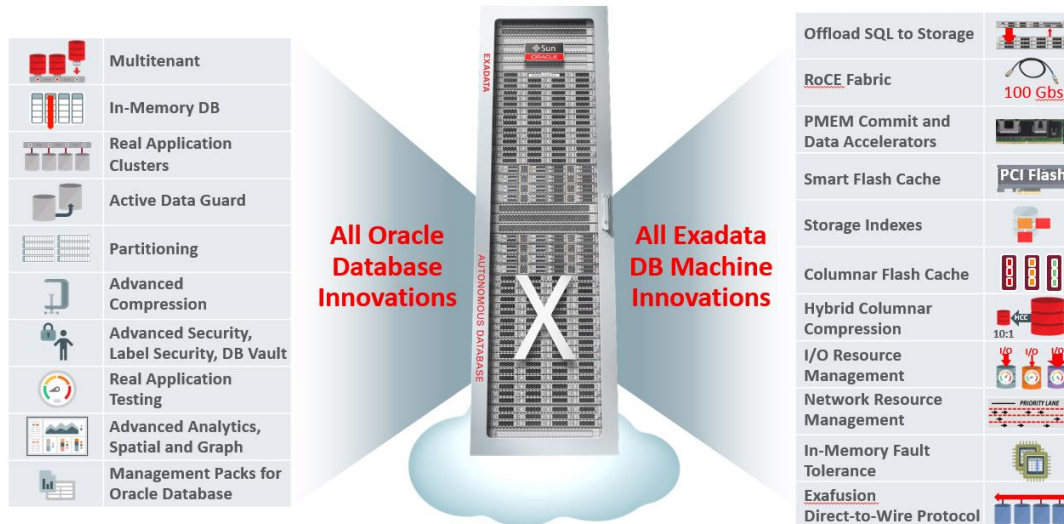 Multitenant
In-Memory DB
Real Application
Clusters
Active Data Guard
Partitioning
Advanced
Compression
Advanced Security,
Label Security, DB Vault
Real Application
Testing
Advanced Analytics,
Spatial and Graph
Management Packs for
Oracle Database
All Oracle
Database
Innovations
Sun
ORACLE
EXADATA
AUTONOMOUS DATABASE
X
All Exadata
DB Machine
Innovations
Offload SQL to Storage
RoCE Fabric
100 Gbs
PMEM Commit and
Data Accelerators
Smart Flash Cache
PCI Flash
Storage Indexes
Columnar Flash Cache
Hybrid Columnar
Compression
HCC
10:1
I/O Resource
Management
I/O I/O I/O
Network Resource
Management
PRIORITY LANE
In-Memory Fault
Tolerance
Exafusion
Direct-to-Wire Protocol